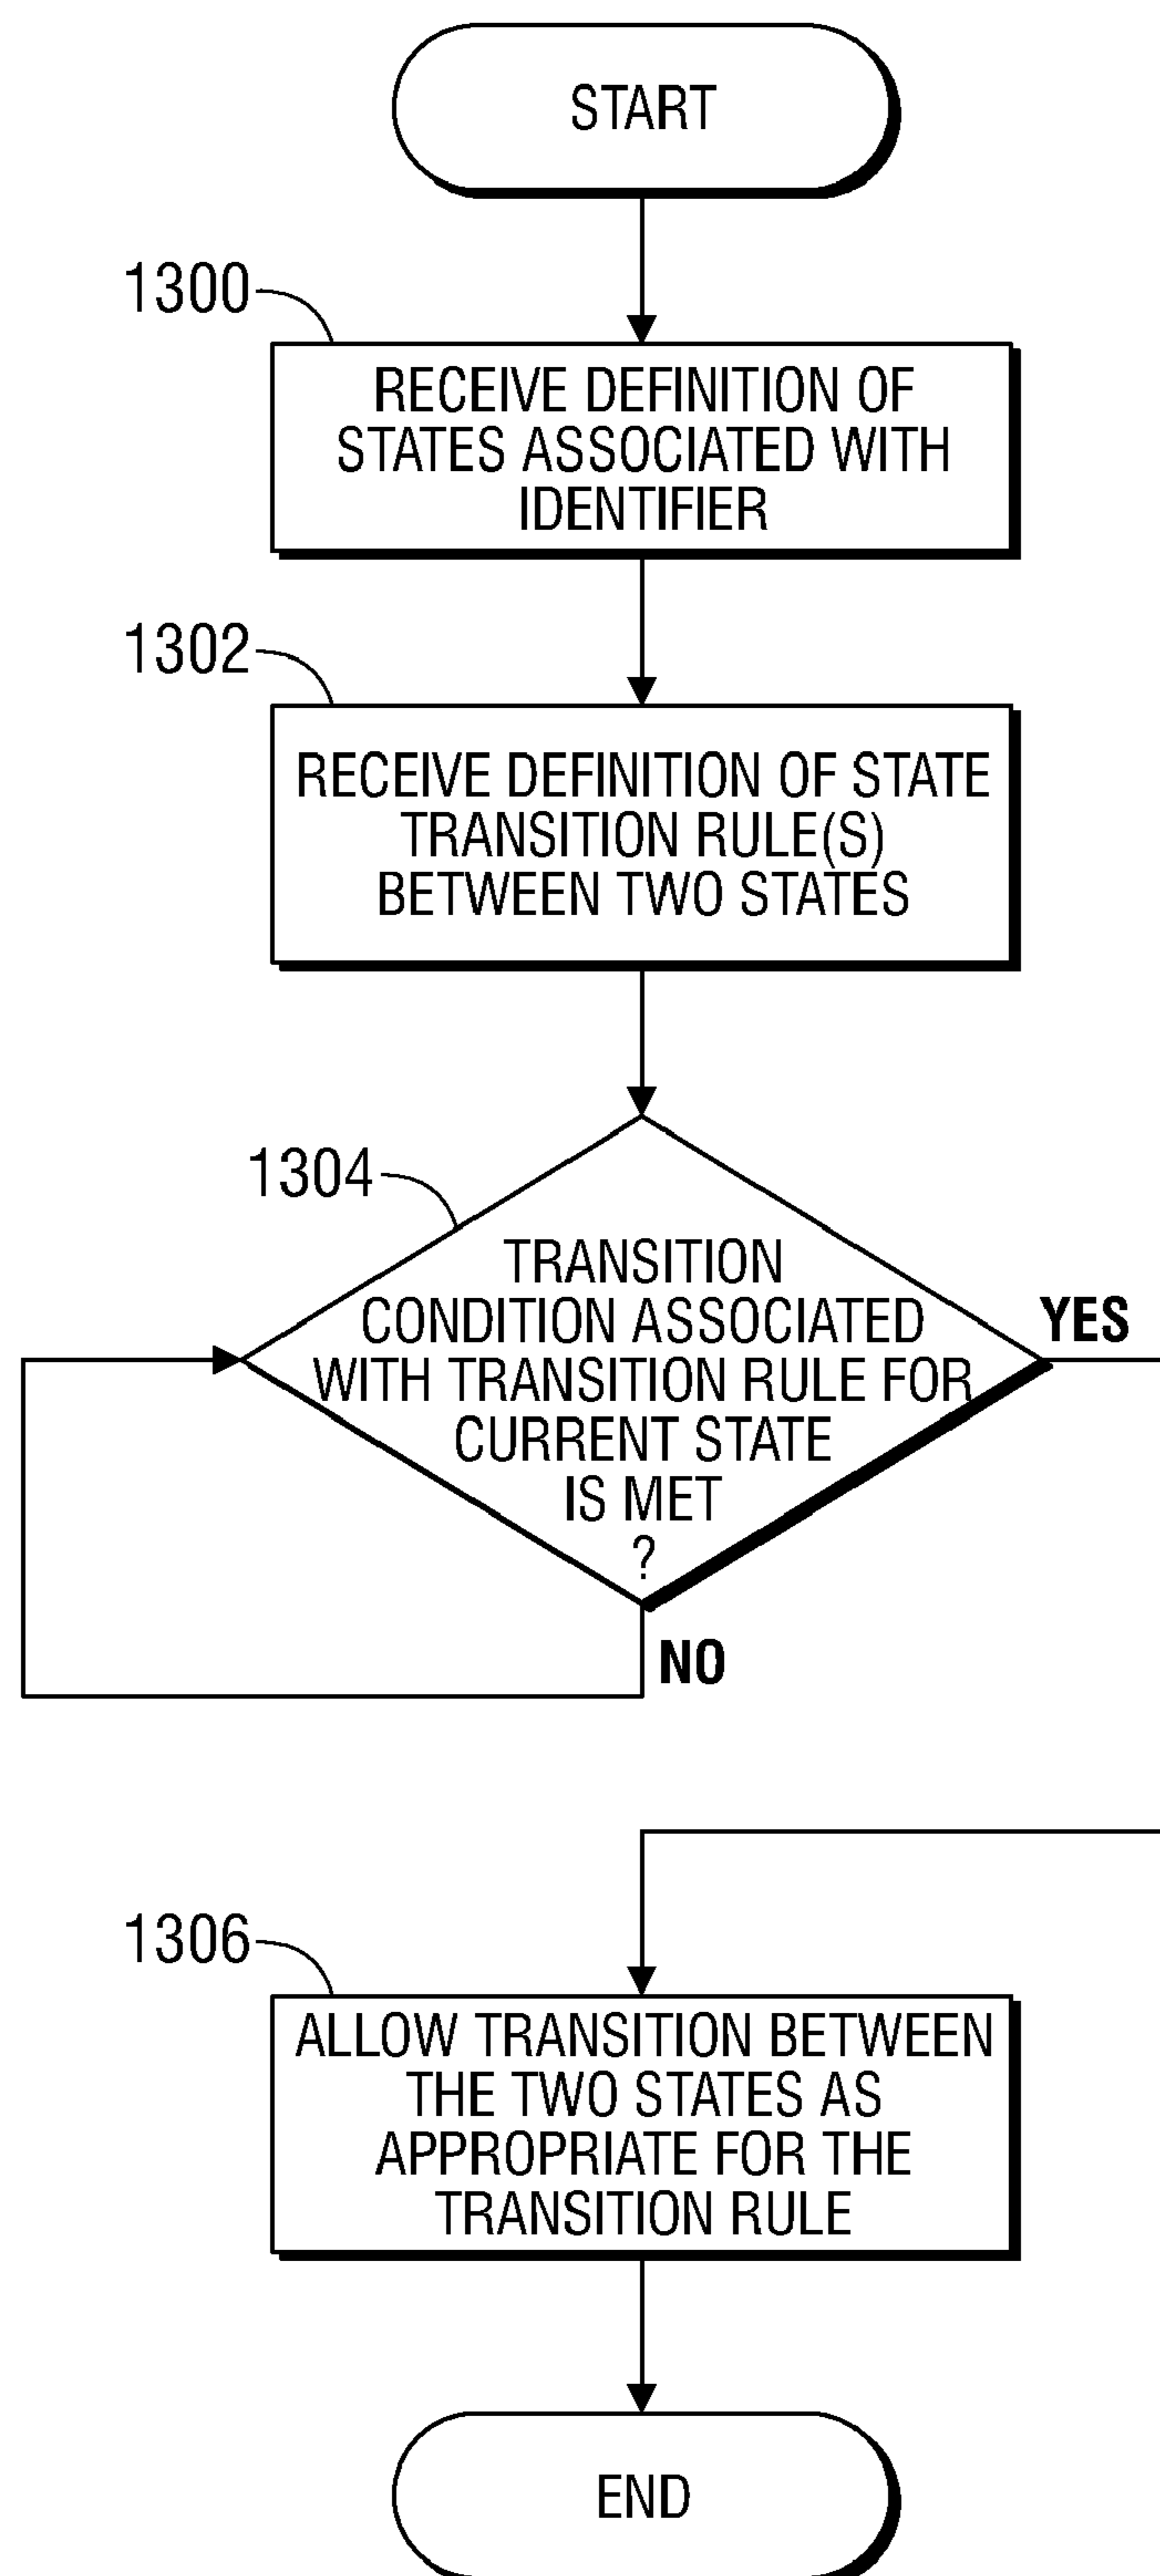 START
1300
RECEIVE DEFINITION OF
STATES ASSOCIATED WITH
IDENTIFIER
1302
RECEIVE DEFINITION OF STATE
TRANSITION RULE(S)
BETWEEN TWO STATES
1304
TRANSITION
CONDITION ASSOCIATED
WITH TRANSITION RULE FOR
CURRENT STATE
IS MET
?
YES
NO
1306
ALLOW TRANSITION BETWEEN
THE TWO STATES AS
APPROPRIATE FOR THE
TRANSITION RULE
END